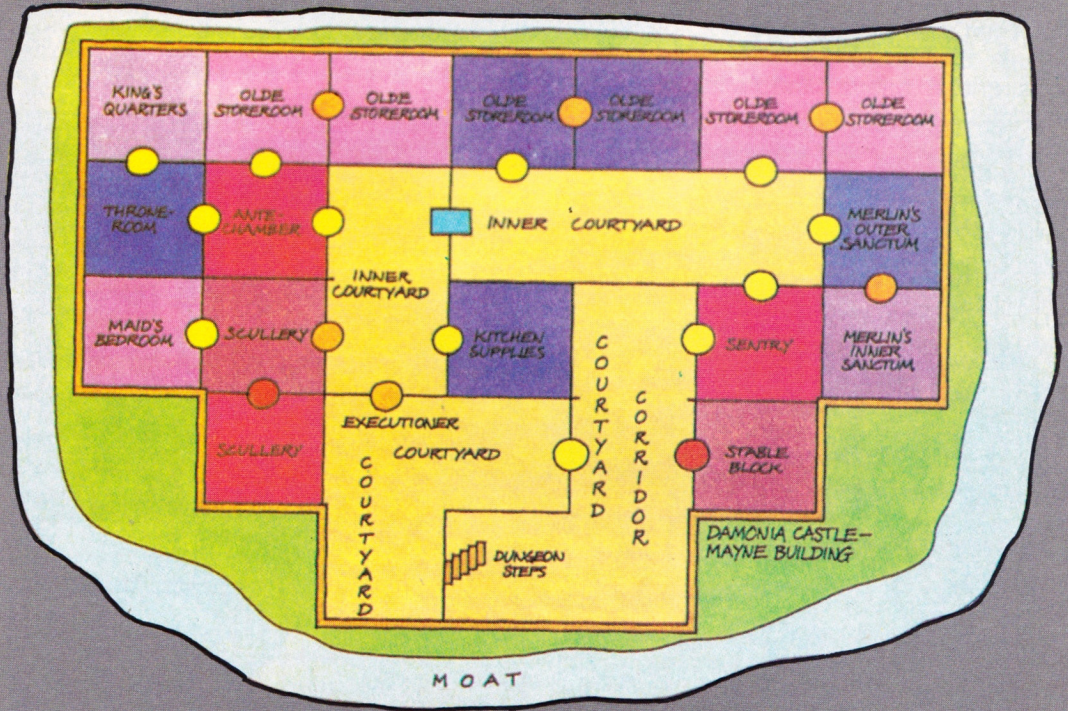 KING'S
QUARTERS
OLDE
STOREROOM
OLDE
STOREROOM
OLDE
STOREROOM
OLDE
STOREROOM
OLDE
STOREROOM
OLDE
STOREROOM
THRONE-
ROOM
ANTE-
CHAMBER
INNER COURTYARD
MERLIN'S
OUTER
SANCTUM
INNER
COURTYARD
MAID'S
BEDROOM
SCULLERY
KITCHEN
SUPPLIES
COURTYARD
CORRIDOR
SENTRY
MERLIN'S
INNER
SANCTUM
EXECUTIONER
COURTYARD
SCULLERY
COURTYARD
STABLE
BLOCK
DUNGEON
STEPS
DAMONIA CASTLE-
MAYNE BUILDING
MOAT